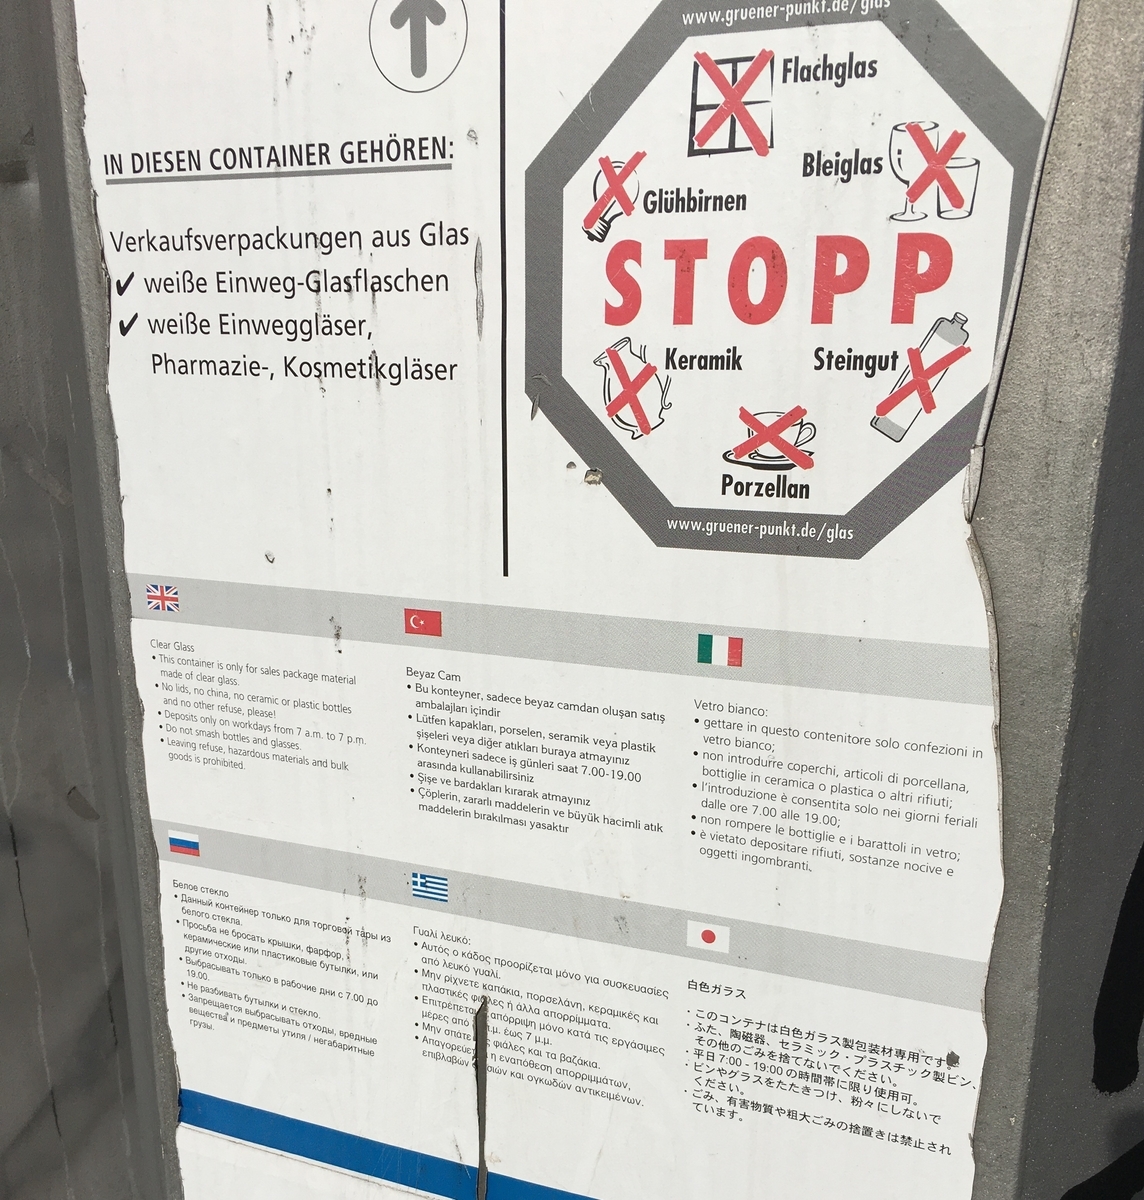 IN DIESEN CONTAINER GEHÖREN:
Verkaufsverpackungen aus Glas
✔ weiße Einweg-Glasflaschen
✔ weiße Einweggläser,
Pharmazie-, Kosmetikgläser
www.gruener-punkt.de/glas
Flachglas
Bleiglas
Glühbirnen
STOPP
Keramik
Steingut
Porzellan
www.gruener-punkt.de/glas
Clear Glass
• This container is only for sales package material
made of clear glass.
• No lids, no china, no ceramic or plastic bottles
and no other refuse, please!
• Deposits only on workdays from 7 a.m. to 7 p.m.
• Do not smash bottles and glasses.
• Leaving refuse, hazardous materials and bulk
goods is prohibited.
Beyaz Cam
• Bu konteyner, sadece beyaz camdan oluşan satış
ambalajları içindir
• Lütfen kapakları, porselen, seramik veya plastik
şişeleri veya diğer atıkları buraya atmayınız
• Konteyneri sadece iş günleri saat 7.00-19.00
arasında kullanabilirsiniz
• Şişe ve bardakları kırarak atmayınız
• Çöplerin, zararlı maddelerin ve büyük hacimli atık
maddelerin bırakılması yasaktır
Vetro bianco:
• gettare in questo contenitore solo confezioni in
vetro bianco;
• non introdurre coperchi, articoli di porcellana,
bottiglie in ceramica o plastica o altri rifiuti;
• l'introduzione è consentita solo nei giorni feriali
dalle ore 7.00 alle 19.00;
• non rompere le bottiglie e i barattoli in vetro;
• è vietato depositare rifiuti, sostanze nocive e
oggetti ingombranti.
Белое стекло
• Данный контейнер только для торговой тары из
белого стекла.
• Просьба не бросать крышки, фарфор,
керамические или пластиковые бутылки, или
другие отходы.
• Выбрасывать только в рабочие дни с 7.00 до
19.00.
• Не разбивать бутылки и стекло.
• Запрещается выбрасывать отходы, вредные
вещества и предметы утиля / негабаритные
грузы.
Γυαλί λευκό:
• Αυτός ο κάδος προορίζεται μόνο για συσκευασίες
από λευκό γυαλί.
• Μην ρίχνετε καπάκια, πορσελάνη, κεραμικές και
πλαστικές φιάλες ή άλλα απορρίμματα.
• Επιτρέπεται απόρριψη μόνο κατά τις εργάσιμες
μέρες από π.μ. έως 7 μ.μ.
• Μην σπάτε φιάλες και τα βαζάκια.
• Απαγορεύεται η εναπόθεση απορριμμάτων,
επιβλαβών ουσιών και ογκωδών αντικειμένων.
白色ガラス
・このコンテナは白色ガラス製包装材専用です。
・ふた、陶磁器、セラミック・プラスチック製ビン、
その他のごみを捨てないでください。
・平日 7:00 - 19:00 の時間帯に限り使用可。
・ビンやグラスをたたきつけ、粉々にしないで
ください。
・ごみ、有害物質や粗大ごみの捨置きは禁止され
ています。